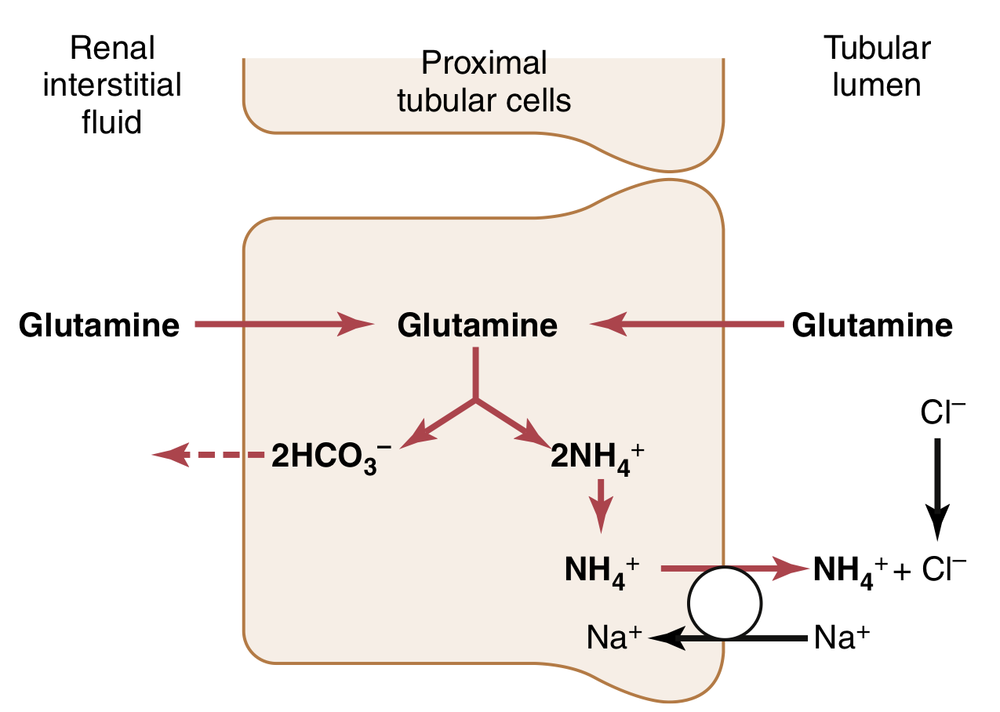 Renal
interstitial
fluid
Proximal
tubular cells
Tubular
lumen
Glutamine
Glutamine
Glutamine
Cl⁻
2HCO₃⁻
2NH₄⁺
NH₄⁺
NH₄⁺ + Cl⁻
Na⁺
Na⁺